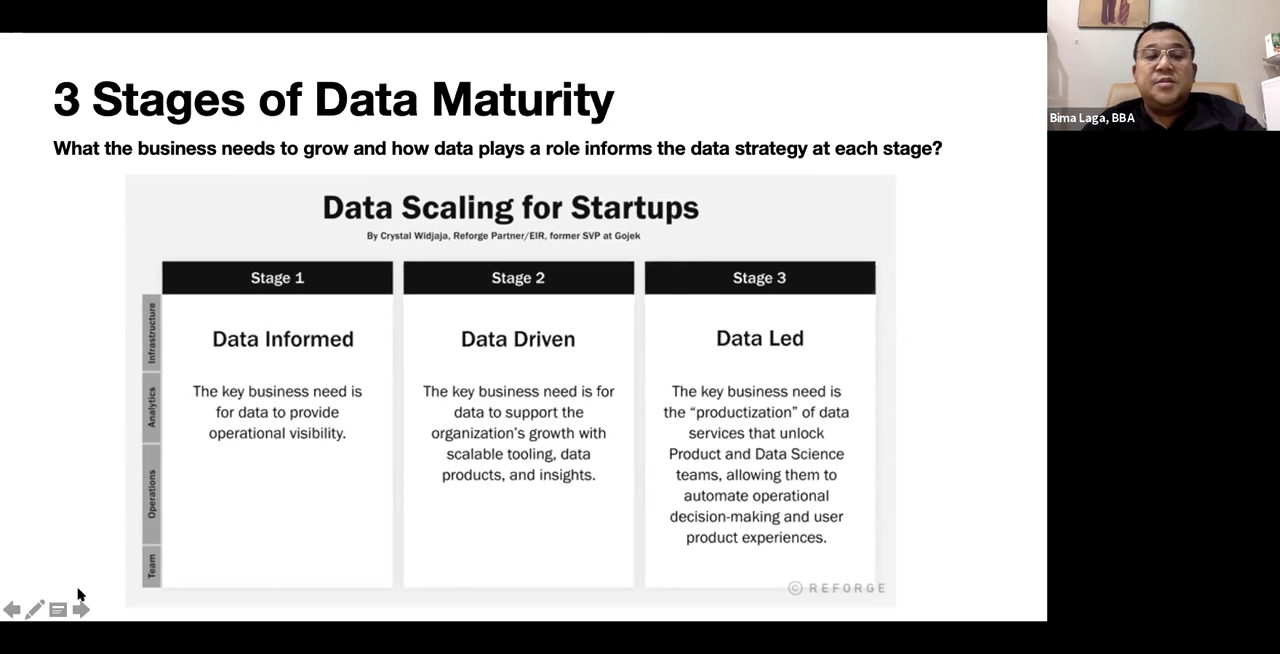 3 Stages of Data Maturity
What the business needs to grow and how data plays a role informs the data strategy at each stage?
Data Scaling for Startups
By Crystal Widjaja, Reforge Partner/EIR, former SVP at Gojek
Infrastructure
Analytics
Operations
Team
Stage 1
Data Informed
The key business need is
for data to provide
operational visibility.
Stage 2
Data Driven
The key business need is for
data to support the
organization’s growth with
scalable tooling, data
products, and insights.
Stage 3
Data Led
The key business need is
the “productization” of data
services that unlock
Product and Data Science
teams, allowing them to
automate operational
decision-making and user
product experiences.
© REFORGE
Bima Laga, BBA